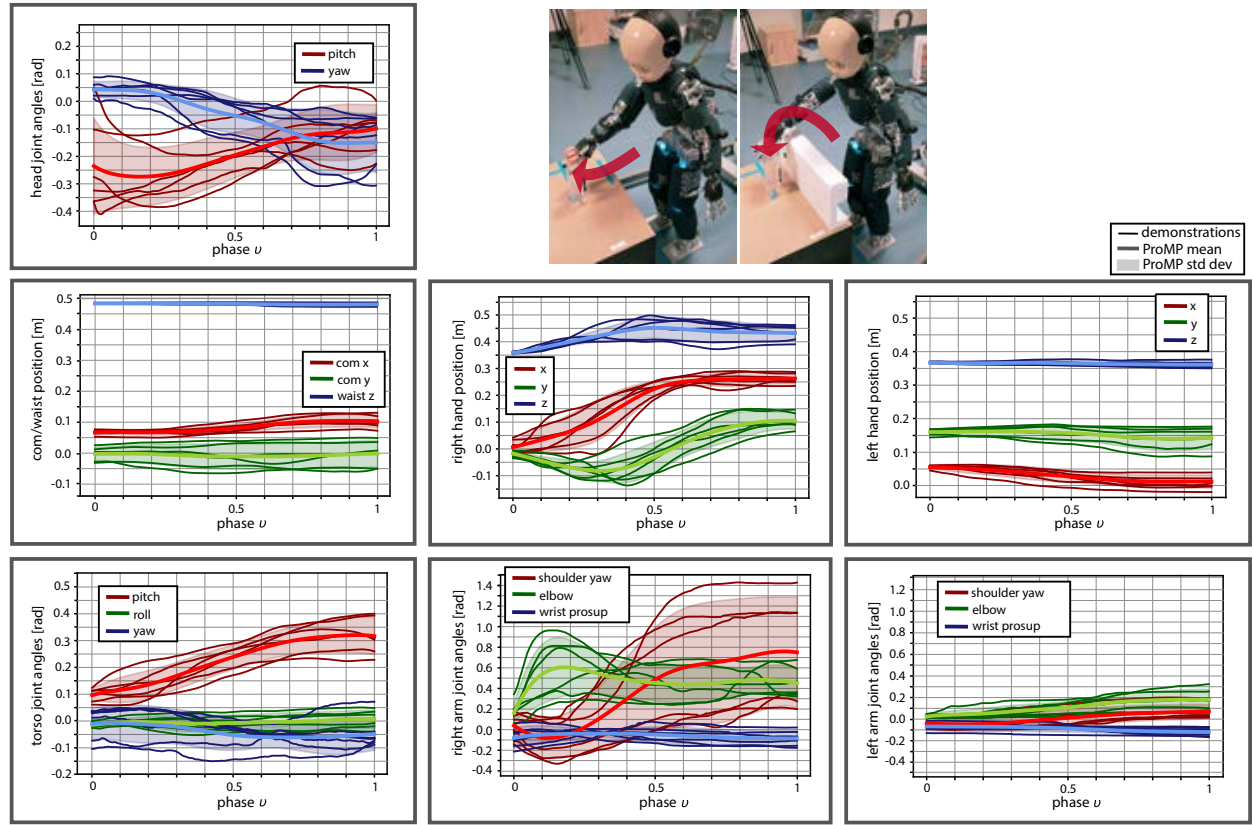 head joint angles [rad]
0.2
0.1
0.0
-0.1
-0.2
-0.3
-0.4
pitch
yaw
0
0.5
1
phase υ
demonstrations
ProMP mean
ProMP std dev
com/waist position [m]
0.5
0.4
0.3
0.2
0.1
0.0
-0.1
com x
com y
waist z
0
0.5
1
phase υ
right hand position [m]
0.5
0.4
0.3
0.2
0.1
0.0
-0.1
x
y
z
0
0.5
1
phase υ
left hand position [m]
0.5
0.4
0.3
0.2
0.1
0.0
x
y
z
0
0.5
1
phase υ
torso joint angles [rad]
0.5
0.4
0.3
0.2
0.1
0.0
-0.1
-0.2
pitch
roll
yaw
0
0.5
1
phase υ
right arm joint angles [rad]
1.4
1.2
1.0
0.8
0.6
0.4
0.2
0.0
-0.2
-0.4
shoulder yaw
elbow
wrist prosup
0
0.5
1
phase υ
left arm joint angles [rad]
1.2
1.0
0.8
0.6
0.4
0.2
0.0
-0.2
-0.4
shoulder yaw
elbow
wrist prosup
0
0.5
1
phase υ